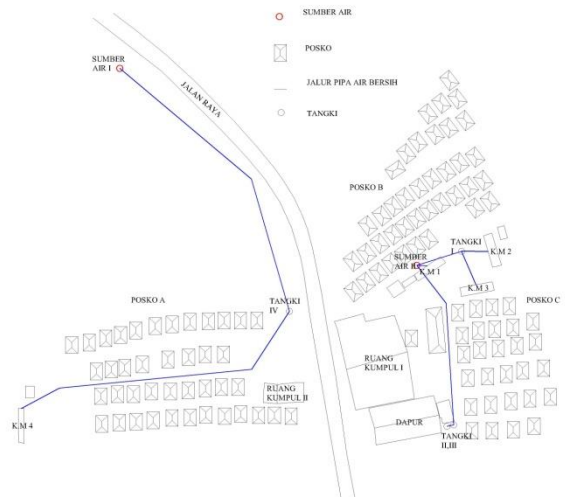 SUMBER AIR
SUMBER
AIR I
POSKO
JALUR PIPA AIR BERSIH
JALAN RAYA
TANGKI
POSKO B
TANGKI
I
K.M 2
SUMBER
AIR II
K.M 1
K.M 3
POSKO A
TANGKI
IV
POSKO C
RUANG
KUMPUL I
RUANG
KUMPUL II
K.M 4
DAPUR
TANGKI
II,III